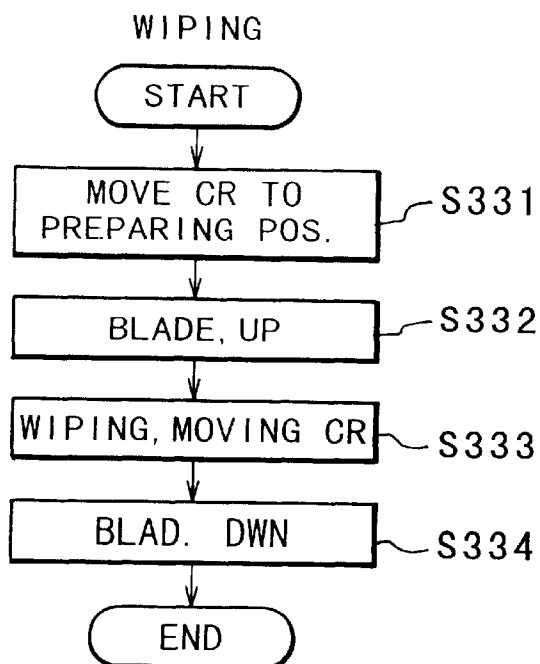 WIPING
START
MOVE CR TO
PREPARING POS.
S331
BLADE, UP
S332
WIPING, MOVING CR
S333
BLAD. DWN
S334
END